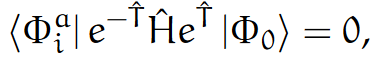 ⟨Φᵢᵃ| e^{−T̂} Ĥ e^{T̂} |Φ₀⟩ = 0,